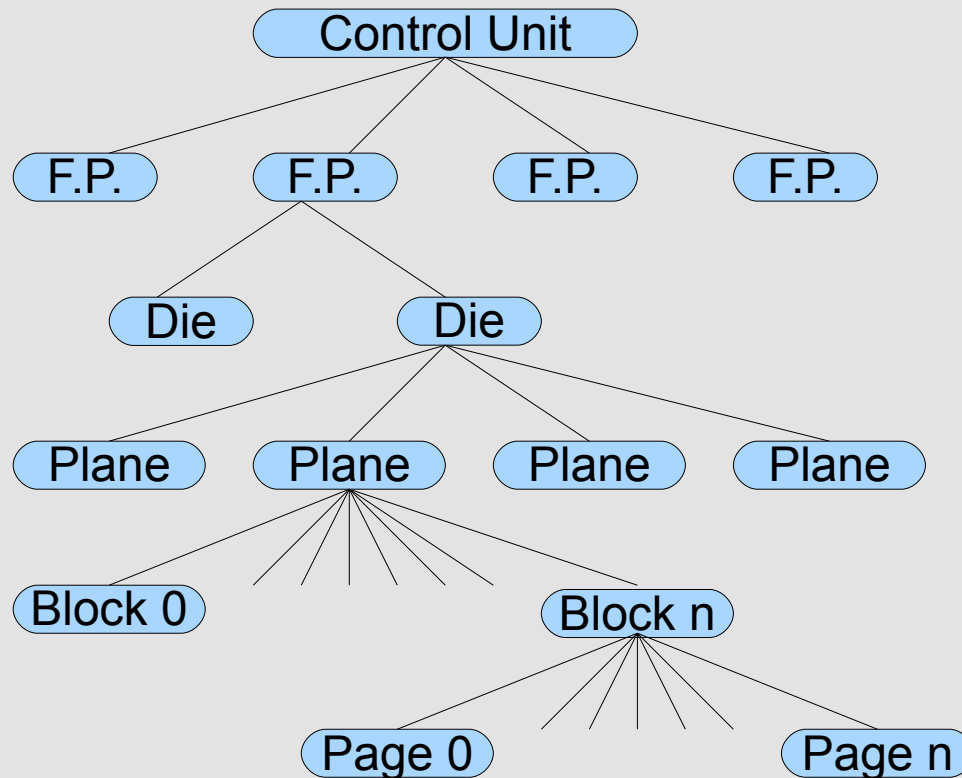 Control Unit
F.P. F.P. F.P. F.P.
Die Die
Plane Plane Plane Plane
Block 0
Block n
Page 0 Page n